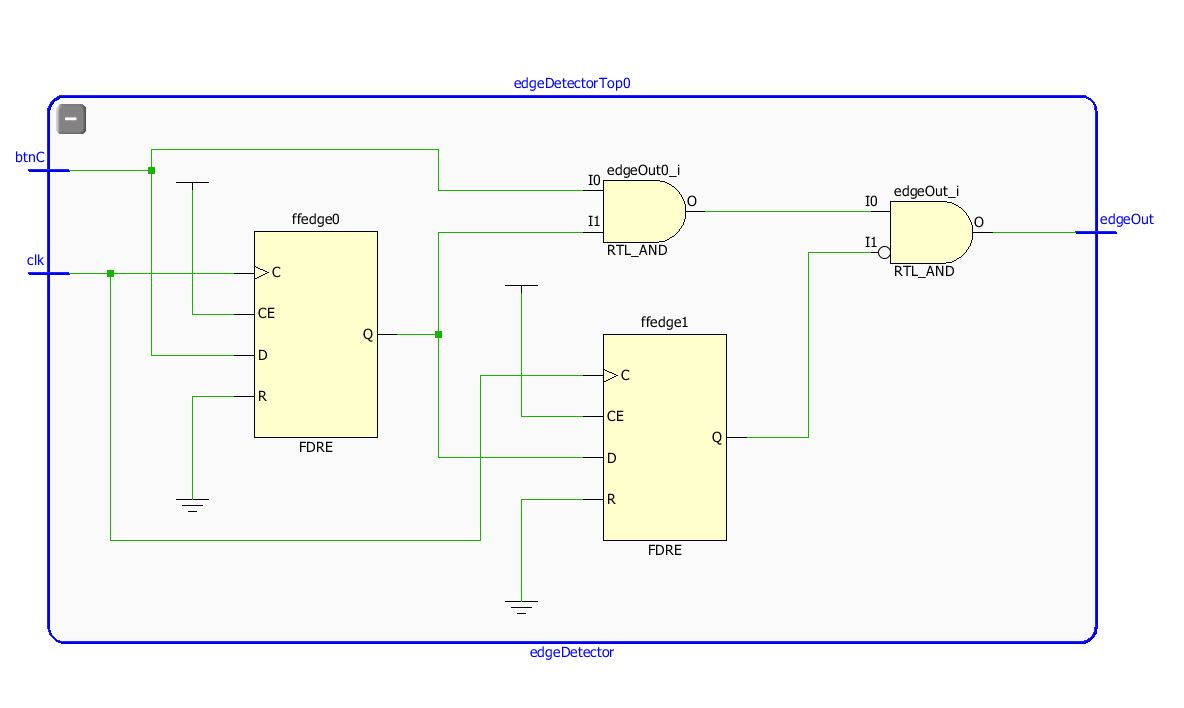 edgeDetectorTop0
btnC
clk
ffedge0
C
CE
D
R
Q
FDRE
edgeOut0_i
I0
I1
O
RTL_AND
ffedge1
C
CE
D
R
Q
FDRE
edgeOut_i
I0
I1
O
RTL_AND
edgeOut
edgeDetector